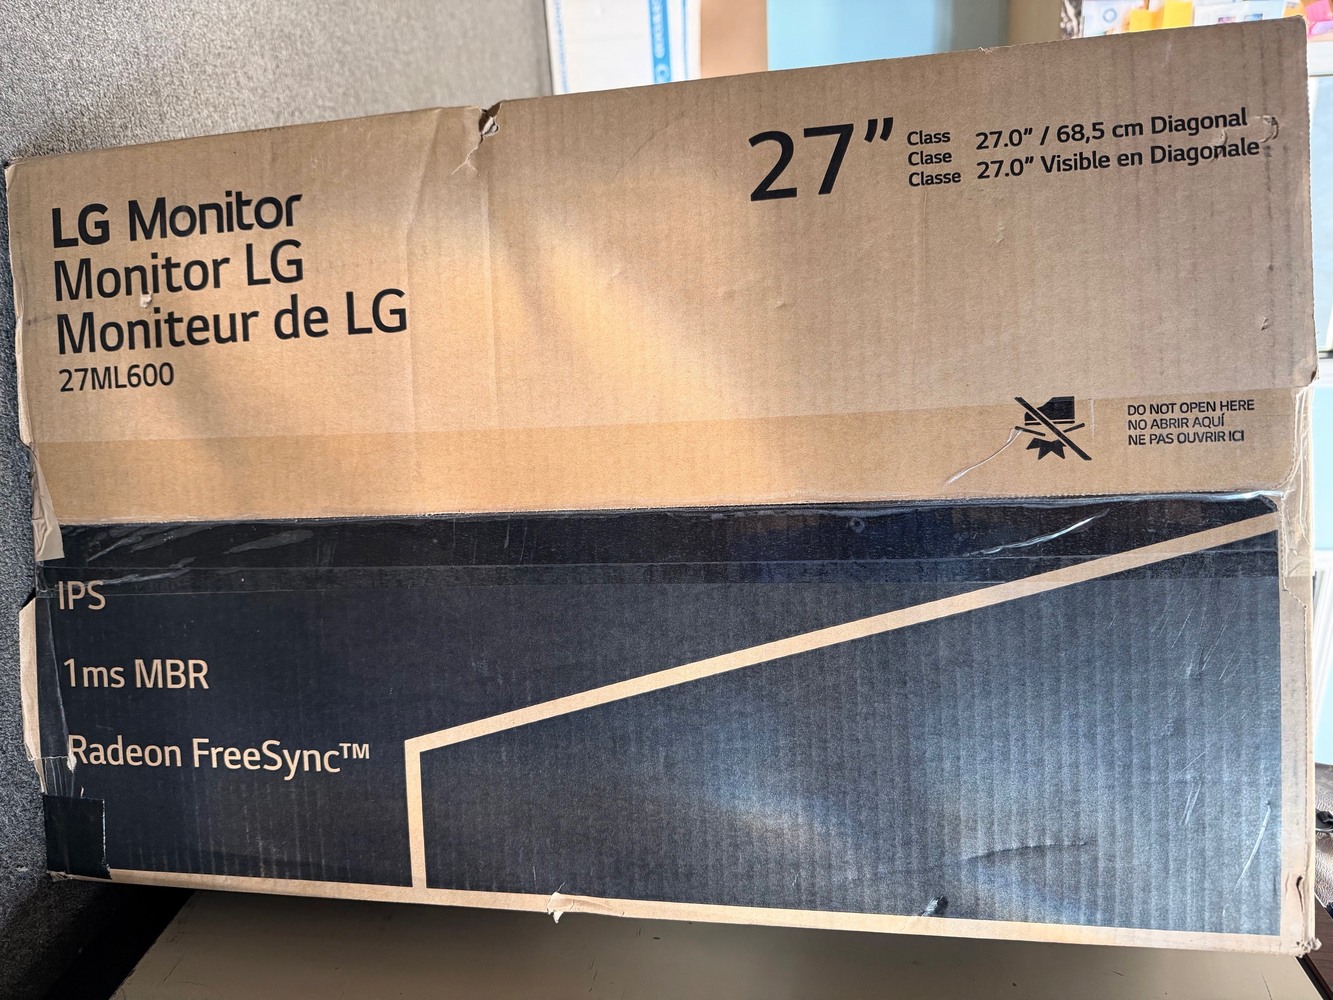 LG Monitor
Monitor LG
Moniteur de LG
27ML600
27”
Class
Clase
Classe
27.0” / 68,5 cm Diagonal
27.0” Visible en Diagonale
DO NOT OPEN HERE
NO ABRIR AQUÍ
NE PAS OUVRIR ICI
IPS
1ms MBR
Radeon FreeSync™